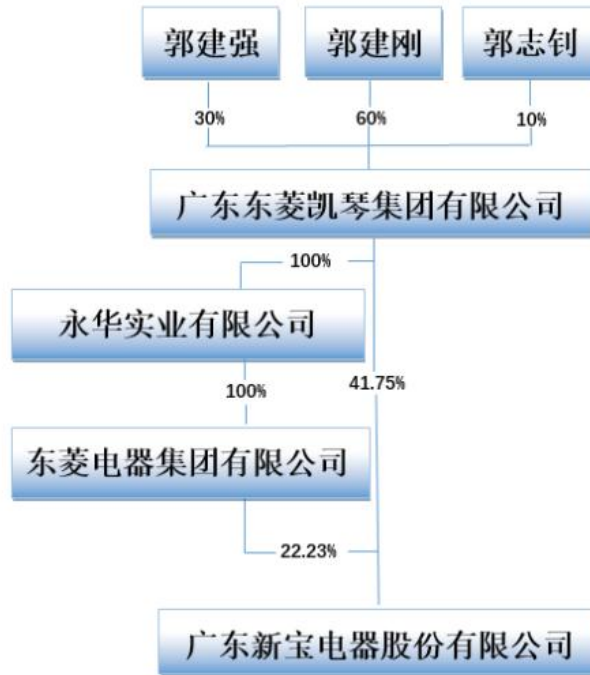 郭建强
郭建刚
郭志钊
30%
60%
10%
广东东菱凯琴集团有限公司
100%
永华实业有限公司
100%
41.75%
东菱电器集团有限公司
22.23%
广东新宝电器股份有限公司